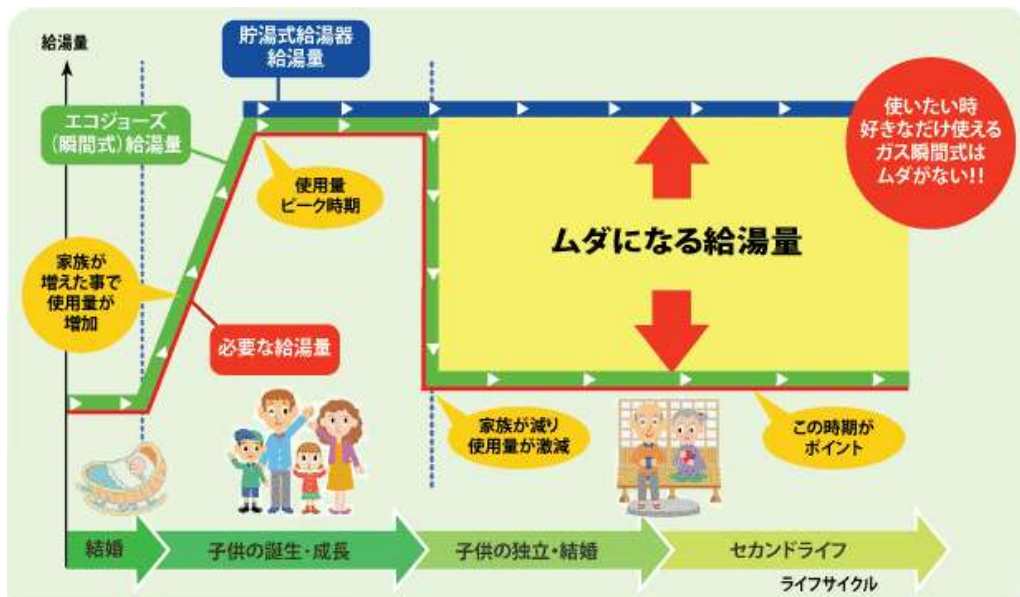 給湯量
貯湯式給湯器
給湯量
エコジョーズ
(瞬間式)給湯量
使いたい時
好きなだけ使える
ガス瞬間式は
ムダがない!!
使用量
ピーク時期
ムダになる給湯量
家族が
増えた事で
使用量が
増加
必要な給湯量
家族が減り
使用量が激減
この時期が
ポイント
結婚
子供の誕生・成長
子供の独立・結婚
セカンドライフ
ライフサイクル